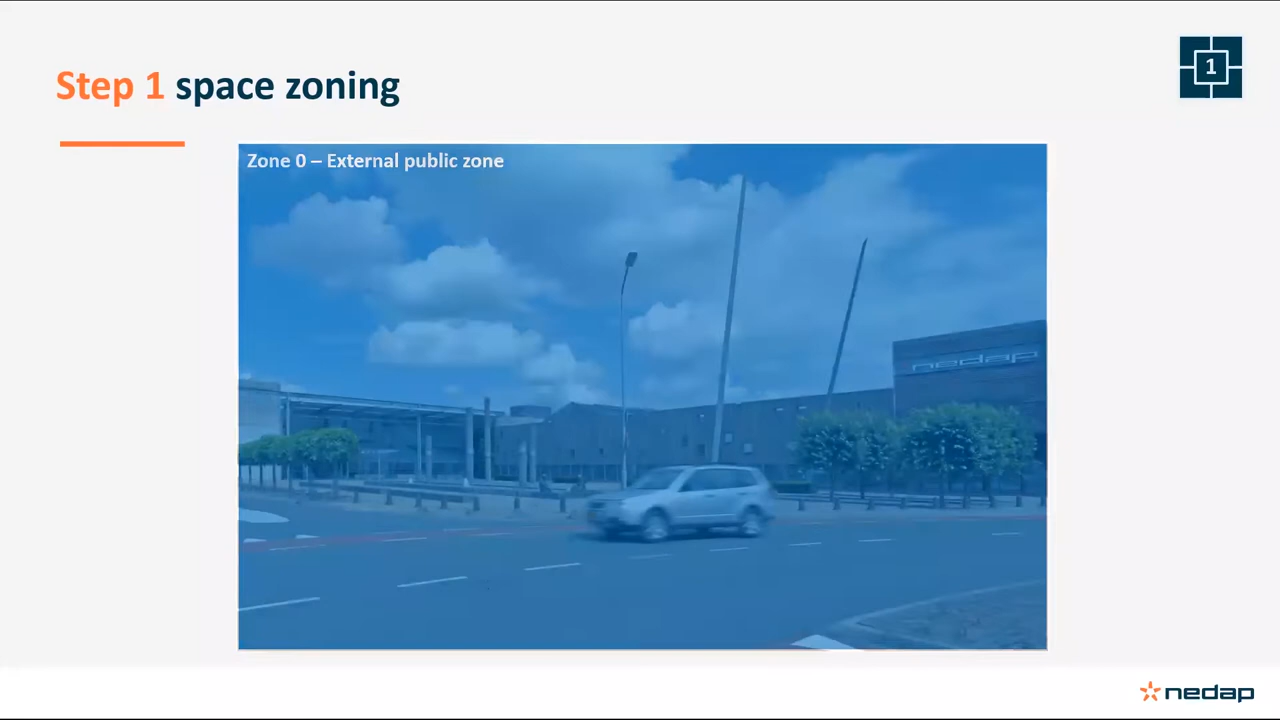 Step 1 space zoning
1
Zone 0 – External public zone
nedap
nedap